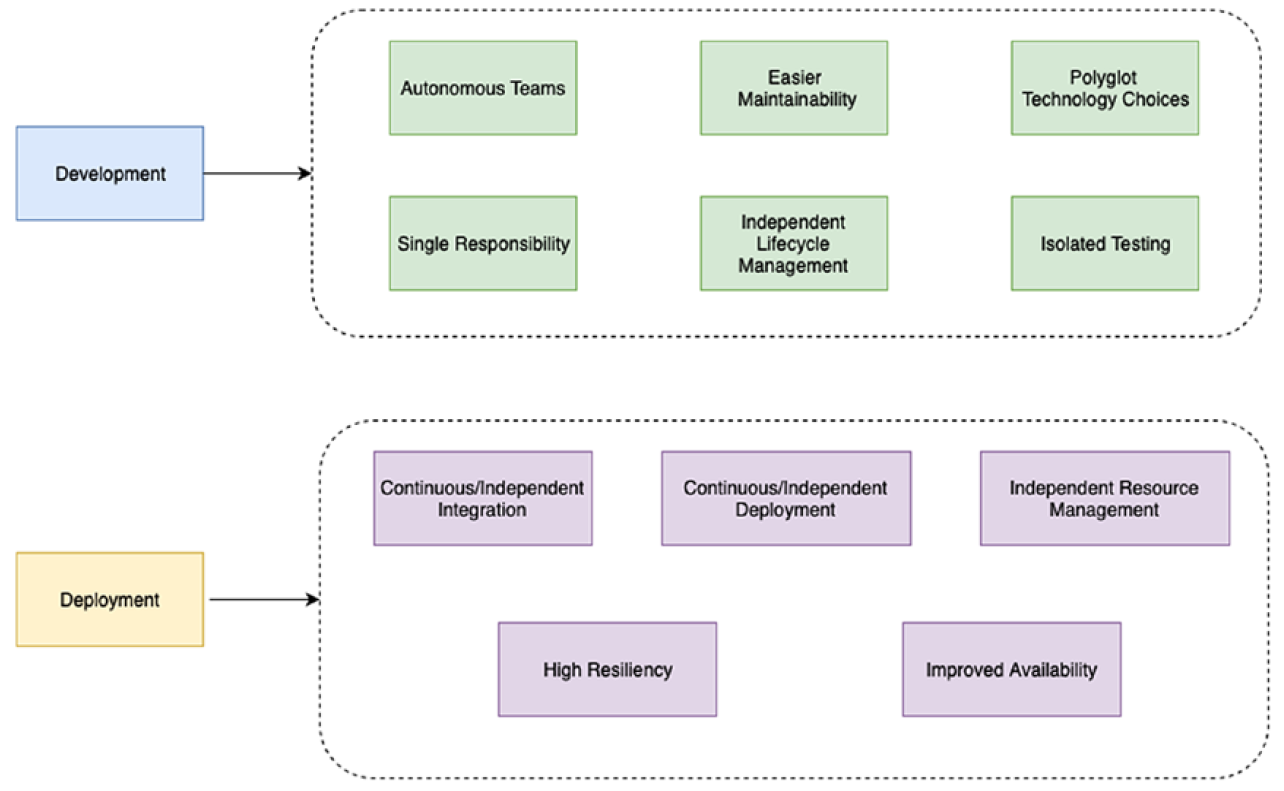 Development
Autonomous Teams
Easier
Maintainability
Polyglot
Technology Choices
Single Responsibility
Independent
Lifecycle
Management
Isolated Testing
Deployment
Continuous/Independent
Integration
Continuous/Independent
Deployment
Independent Resource
Management
High Resiliency
Improved Availability